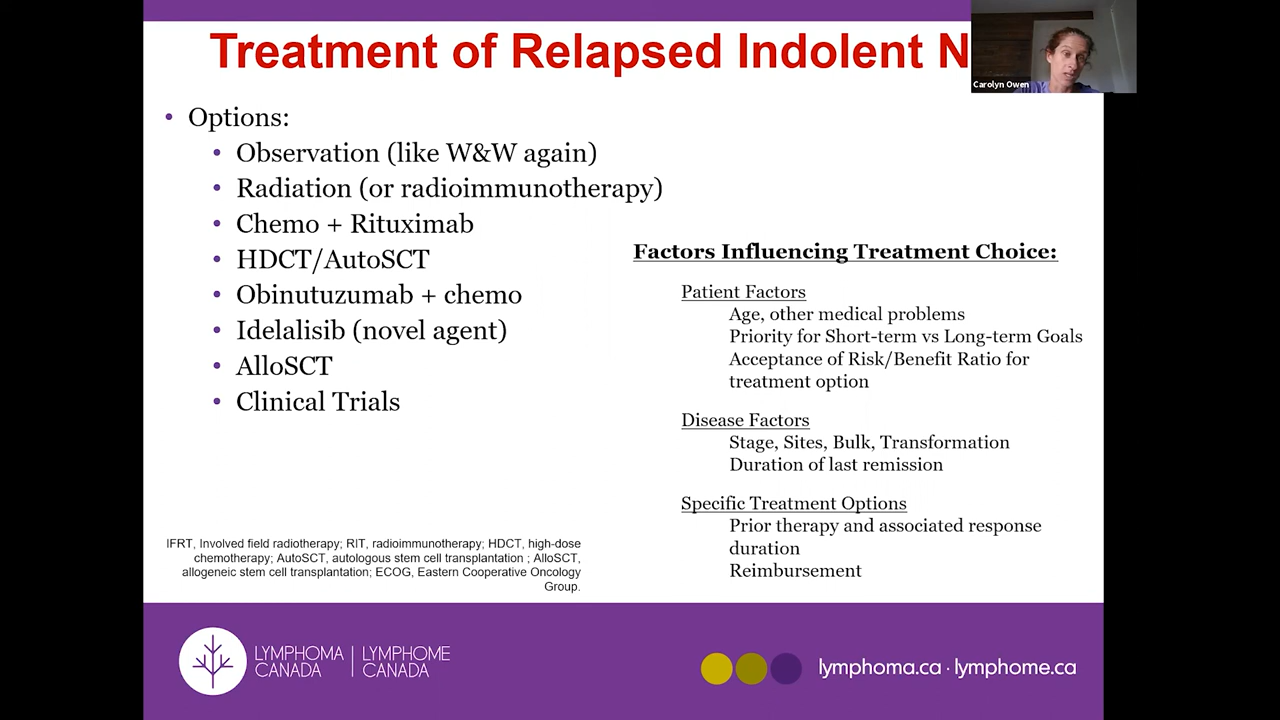 Treatment of Relapsed Indolent N
Carolyn Owen
• Options:
• Observation (like W&W again)
• Radiation (or radioimmunotherapy)
• Chemo + Rituximab
• HDCT/AutoSCT
• Obinutuzumab + chemo
• Idelalisib (novel agent)
• AlloSCT
• Clinical Trials
Factors Influencing Treatment Choice:
Patient Factors
Age, other medical problems
Priority for Short-term vs Long-term Goals
Acceptance of Risk/Benefit Ratio for
treatment option
Disease Factors
Stage, Sites, Bulk, Transformation
Duration of last remission
Specific Treatment Options
Prior therapy and associated response
duration
Reimbursement
IFRT, Involved field radiotherapy; RIT, radioimmunotherapy; HDCT, high-dose
chemotherapy; AutoSCT, autologous stem cell transplantation ; AlloSCT,
allogeneic stem cell transplantation; ECOG, Eastern Cooperative Oncology
Group.
LYMPHOMA | LYMPHOME
CANADA | CANADA
lymphoma.ca · lymphome.ca